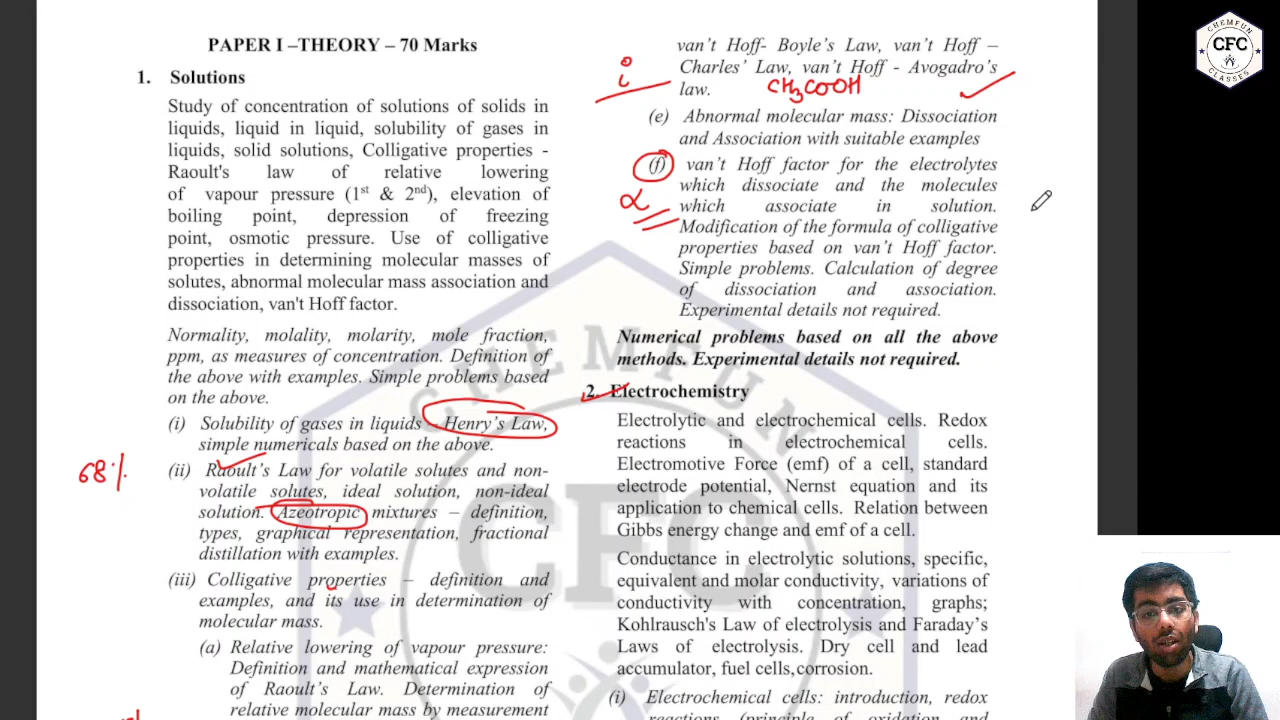 PAPER I –THEORY – 70 Marks
1. Solutions
Study of concentration of solutions of solids in
liquids, liquid in liquid, solubility of gases in
liquids, solid solutions, Colligative properties -
Raoult's law of relative lowering
of vapour pressure (1st & 2nd), elevation of
boiling point, depression of freezing
point, osmotic pressure. Use of colligative
properties in determining molecular masses of
solutes, abnormal molecular mass association and
dissociation, van't Hoff factor.
Normality, molality, molarity, mole fraction,
ppm, as measures of concentration. Definition of
the above with examples. Simple problems based
on the above.
(i) Solubility of gases in liquids – Henry's Law,
simple numericals based on the above.
68%
(ii) Raoult's Law for volatile solutes and non-
volatile solutes, ideal solution, non-ideal
solution. Azeotropic mixtures – definition,
types, graphical representation, fractional
distillation with examples.
(iii) Colligative properties – definition and
examples, and its use in determination of
molecular mass.
(a) Relative lowering of vapour pressure:
Definition and mathematical expression
of Raoult's Law. Determination of
relative molecular mass by measurement
van't Hoff- Boyle's Law, van't Hoff –
Charles' Law, van't Hoff - Avogadro's
law.
i
CH3COOH
(e) Abnormal molecular mass: Dissociation
and Association with suitable examples
(f) van't Hoff factor for the electrolytes
which dissociate and the molecules
which associate in solution.
α
Modification of the formula of colligative
properties based on van't Hoff factor.
Simple problems. Calculation of degree
of dissociation and association.
Experimental details not required.
Numerical problems based on all the above
methods. Experimental details not required.
2. Electrochemistry
Electrolytic and electrochemical cells. Redox
reactions in electrochemical cells.
Electromotive Force (emf) of a cell, standard
electrode potential, Nernst equation and its
application to chemical cells. Relation between
Gibbs energy change and emf of a cell.
Conductance in electrolytic solutions, specific,
equivalent and molar conductivity, variations of
conductivity with concentration, graphs;
Kohlrausch's Law of electrolysis and Faraday's
Laws of electrolysis. Dry cell and lead
accumulator, fuel cells, corrosion.
(i) Electrochemical cells: introduction, redox
reactions (principle of oxidation and
CHEMFUN
CFC
CHEMFUN
CFC
CLASSES